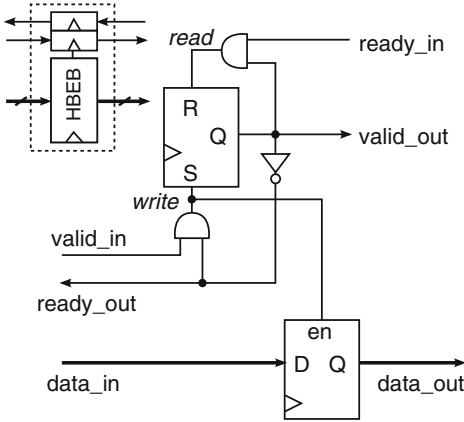 read
ready_in
HBEB
R
Q
valid_out
S
write
valid_in
ready_out
en
D Q
data_in
data_out